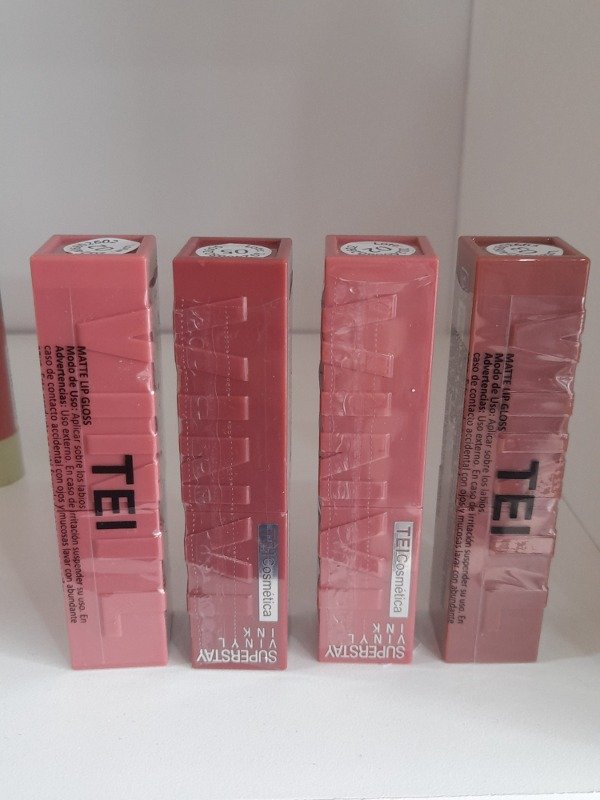 MATTE LIP GLOSS
Modo de Uso: Aplicar sobre los labios.
Advertencias: Uso externo. En caso de irritación suspender su uso. En
caso de contacto accidental con ojos y mucosas lavar con abundante
TEI
05
TEI Cosmética
SUPERSTAY
VINYL
INK
TEI Cosmética
SUPERSTAY
VINYL
INK
MATTE LIP GLOSS
Modo de Uso: Aplicar sobre los labios.
Advertencias: Uso externo. En caso de irritación suspender su uso. En
caso de contacto accidental con ojos y mucosas lavar con abundante
TEI